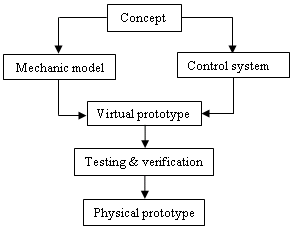 Concept
Mechanic model
Control system
Virtual prototype
Testing & verification
Physical prototype